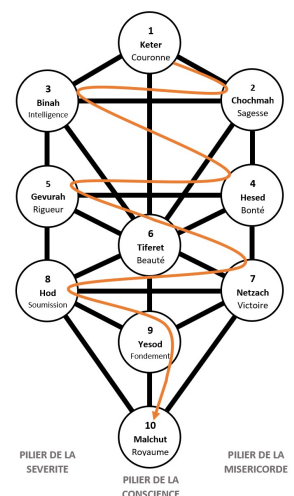 1
Keter
Couronne
3
Binah
Intelligence
2
Chochmah
Sagesse
5
Gevurah
Rigueur
4
Hesed
Bonté
6
Tiferet
Beauté
8
Hod
Soumission
7
Netzach
Victoire
9
Yesod
Fondement
10
Malchut
Royaume
PILIER DE LA
SEVERITE
PILIER DE LA
CONSCIENCE
PILIER DE LA
MISERICORDE